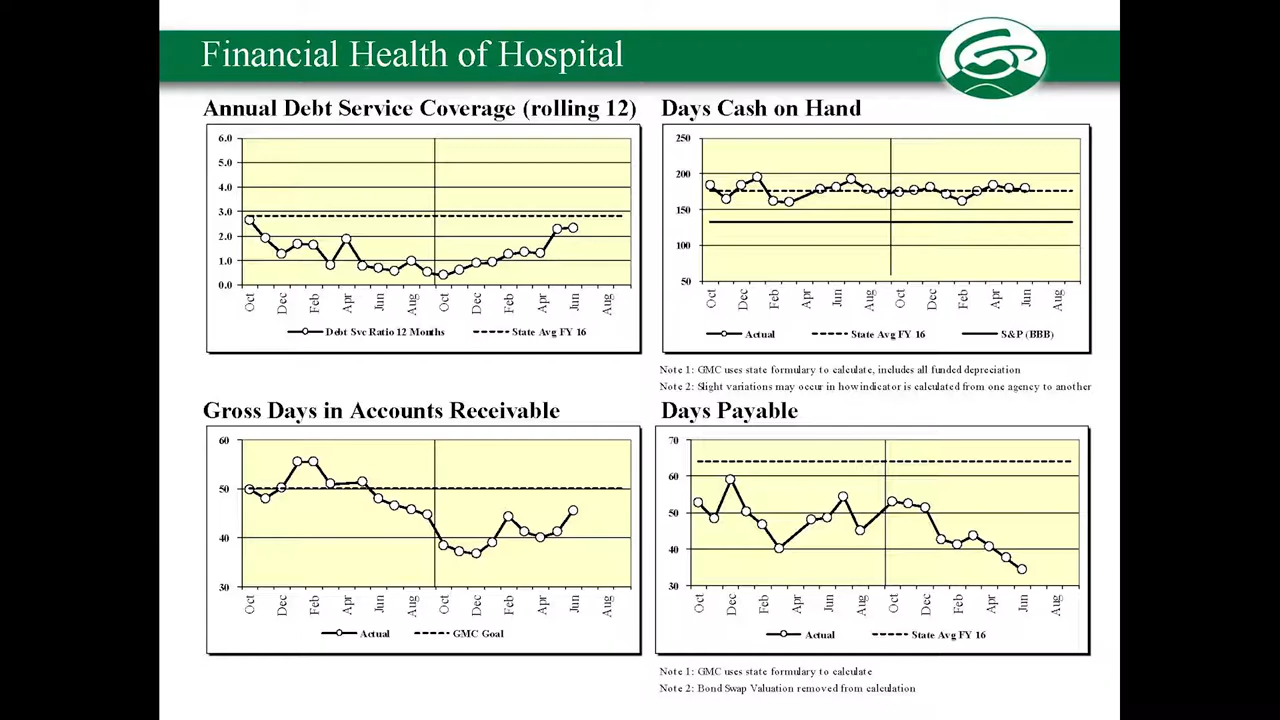 Financial Health of Hospital
Annual Debt Service Coverage (rolling 12)
6.0
5.0
4.0
3.0
2.0
1.0
0.0
Oct Dec Feb Apr Jun Aug Oct Dec Feb Apr Jun Aug
Debt Svc Ratio 12 Months State Avg FY 16
Days Cash on Hand
250
200
150
100
50
Oct Dec Feb Apr Jun Aug Oct Dec Feb Apr Jun Aug
Actual State Avg FY 16 S&P (BBB)
Note 1: GMC uses state formulary to calculate, includes all funded depreciation
Note 2: Slight variations may occur in how indicator is calculated from one agency to another
Gross Days in Accounts Receivable
60
50
40
30
Oct Dec Feb Apr Jun Aug Oct Dec Feb Apr Jun Aug
Actual GMC Goal
Days Payable
70
60
50
40
30
Oct Dec Feb Apr Jun Aug Oct Dec Feb Apr Jun Aug
Actual State Avg FY 16
Note 1: GMC uses state formulary to calculate
Note 2: Bond Swap Valuation removed from calculation